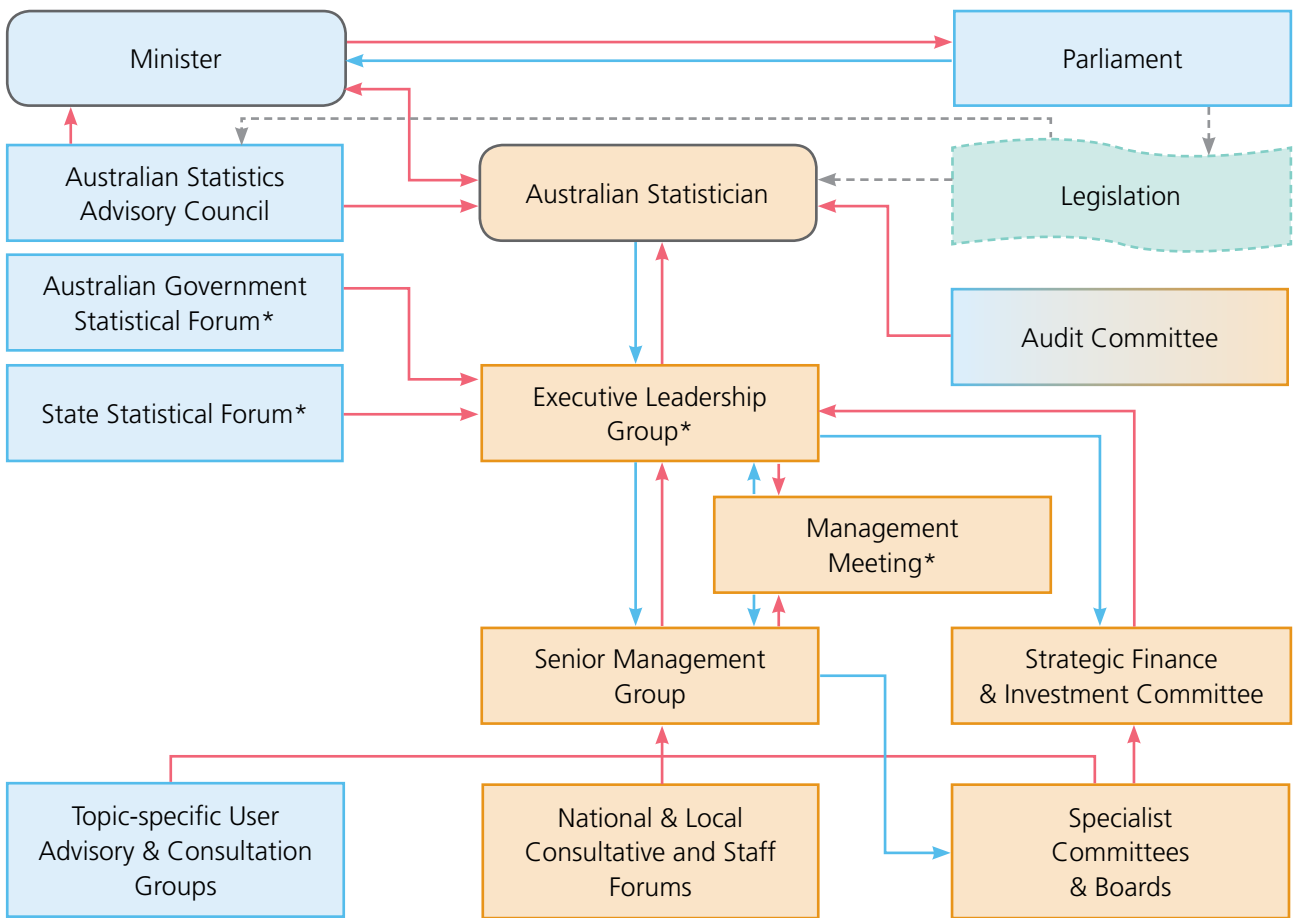 Minister
Parliament
Australian Statistics
Advisory Council
Australian Statistician
Legislation
Australian Government
Statistical Forum*
Audit Committee
State Statistical Forum*
Executive Leadership
Group*
Management
Meeting*
Senior Management
Group
Strategic Finance
& Investment Committee
Topic-specific User
Advisory & Consultation
Groups
National & Local
Consultative and Staff
Forums
Specialist
Committees
& Boards